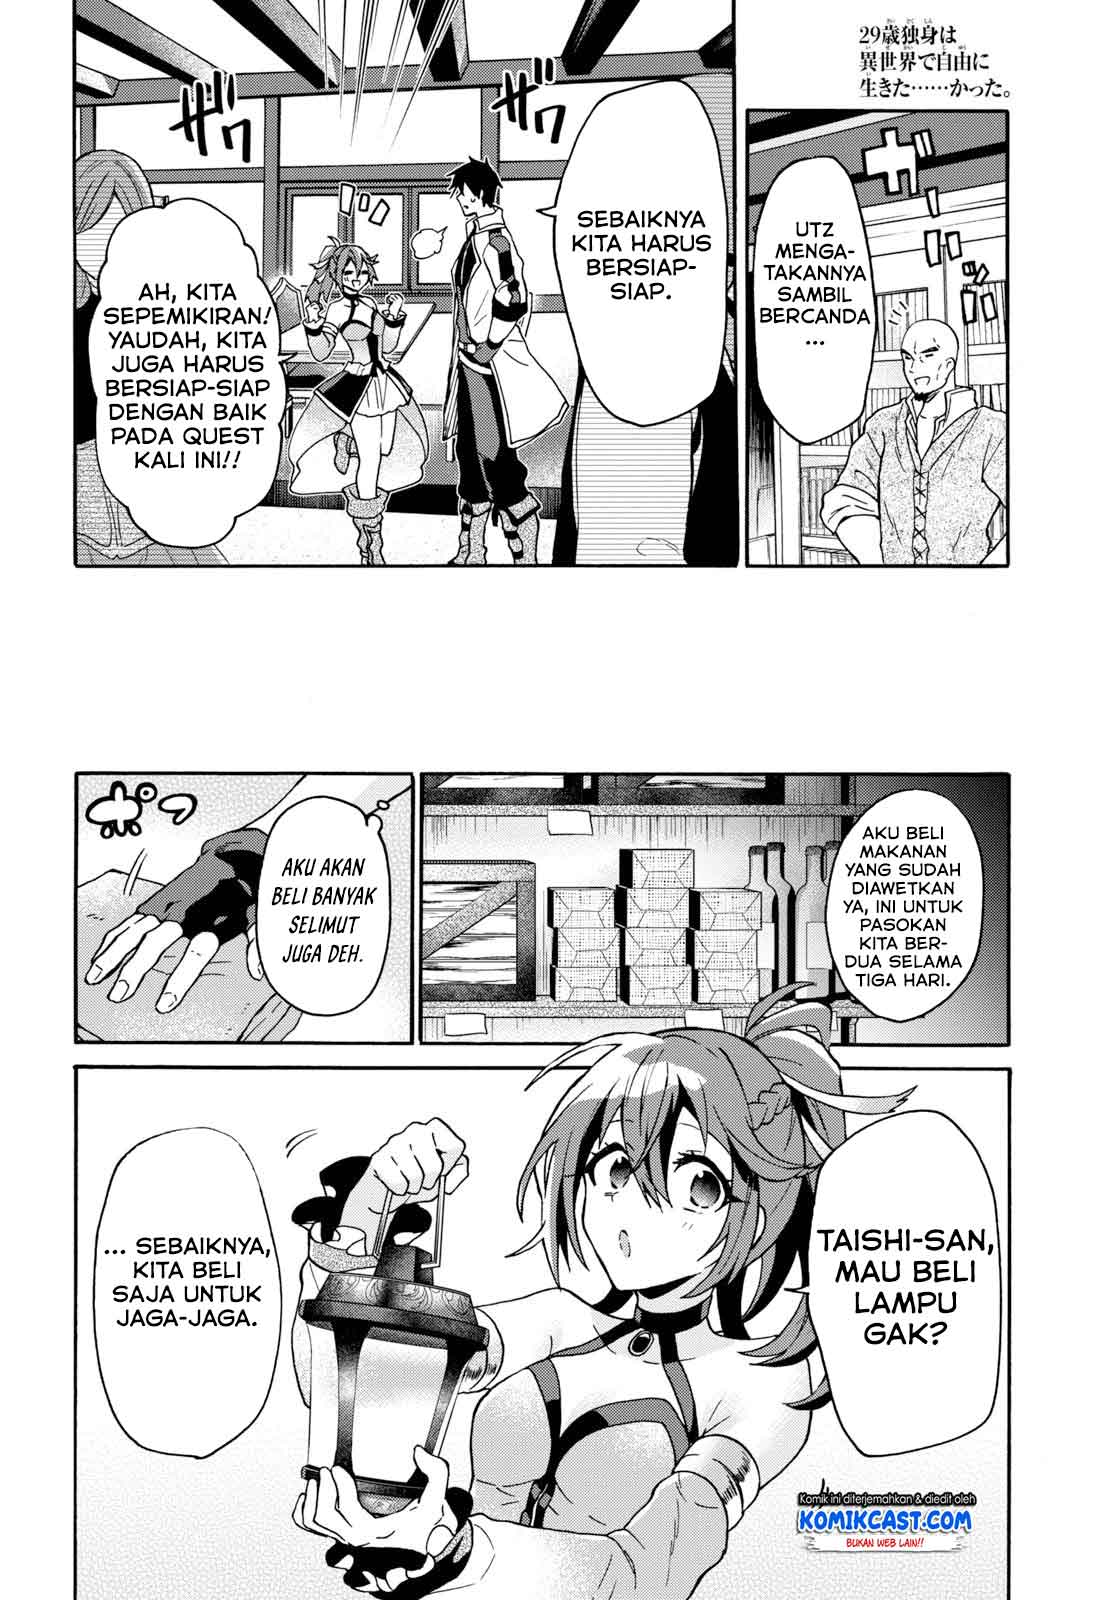 29歳独身は
異世界で自由に
生きた……かった。
UTZ
MENGA-
TAKANNYA
SAMBIL
BERCANDA
...
SEBAIKNYA
KITA HARUS
BERSIAP-
SIAP.
ザワ
ザワ
AH, KITA
SEPEMIKIRAN!
YAUDAH, KITA
JUGA HARUS
BERSIAP-SIAP
DENGAN BAIK
PADA QUEST
KALI INI!!
AKU BELI
MAKANAN
YANG SUDAH
DIAWETKAN
YA, INI UNTUK
PASOKAN
KITA BER-
DUA SELAMA
TIGA HARI.
AKU AKAN
BELI BANYAK
SELIMUT
JUGA DEH.
ポっ
TAISHI-SAN,
MAU BELI
LAMPU
GAK?
... SEBAIKNYA,
KITA BELI
SAJA UNTUK
JAGA-JAGA.
Komik ini diterjemahkan & diedit oleh
KOMIKCAST.COM
BUKAN WEB LAIN!!